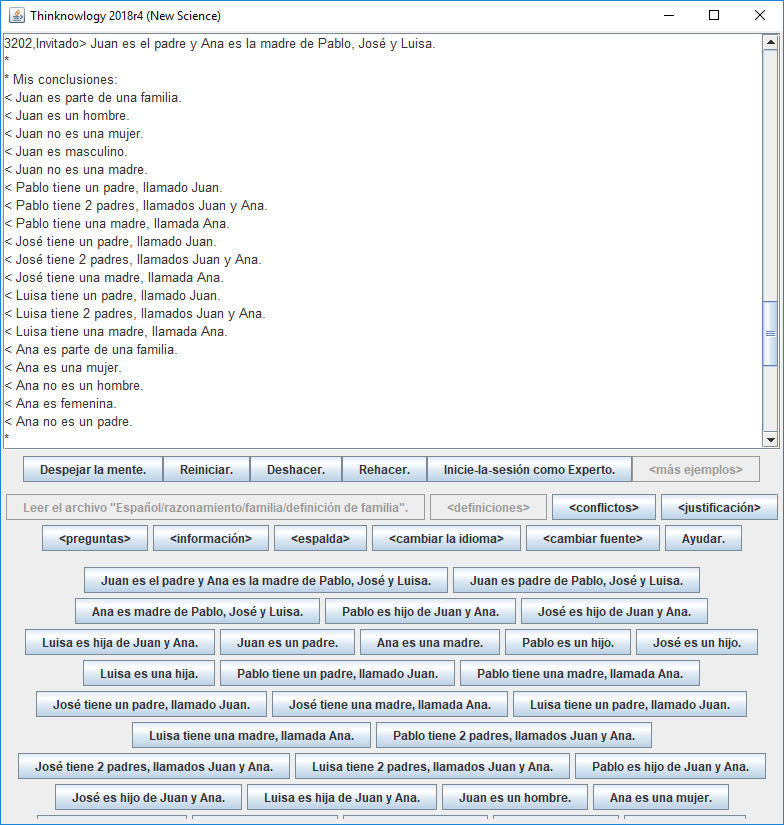 Thinknowlogy 2018r4 (New Science)
3202,Invitado> Juan es el padre y Ana es la madre de Pablo, José y Luisa.
*
* Mis conclusiones:
< Juan es parte de una familia.
< Juan es un hombre.
< Juan no es una mujer.
< Juan es masculino.
< Juan no es una madre.
< Pablo tiene un padre, llamado Juan.
< Pablo tiene 2 padres, llamados Juan y Ana.
< Pablo tiene una madre, llamada Ana.
< José tiene un padre, llamado Juan.
< José tiene 2 padres, llamados Juan y Ana.
< José tiene una madre, llamada Ana.
< Luisa tiene un padre, llamado Juan.
< Luisa tiene 2 padres, llamados Juan y Ana.
< Luisa tiene una madre, llamada Ana.
< Ana es parte de una familia.
< Ana es una mujer.
< Ana no es un hombre.
< Ana es femenina.
< Ana no es un padre.
*
Despejar la mente. Reiniciar. Deshacer. Rehacer. Inicie-la-sesión como Experto. <más ejemplos>
Leer el archivo "Español/razonamiento/familia/definición de familia". <definiciones> <conflictos> <justificación>
<preguntas> <información> <espalda> <cambiar la idioma> <cambiar fuente> Ayudar.
Juan es el padre y Ana es la madre de Pablo, José y Luisa. Juan es padre de Pablo, José y Luisa.
Ana es madre de Pablo, José y Luisa. Pablo es hijo de Juan y Ana. José es hijo de Juan y Ana.
Luisa es hija de Juan y Ana. Juan es un padre. Ana es una madre. Pablo es un hijo. José es un hijo.
Luisa es una hija. Pablo tiene un padre, llamado Juan. Pablo tiene una madre, llamada Ana.
José tiene un padre, llamado Juan. José tiene una madre, llamada Ana. Luisa tiene un padre, llamado Juan.
Luisa tiene una madre, llamada Ana. Pablo tiene 2 padres, llamados Juan y Ana.
José tiene 2 padres, llamados Juan y Ana. Luisa tiene 2 padres, llamados Juan y Ana. Pablo es hijo de Juan y Ana.
José es hijo de Juan y Ana. Luisa es hija de Juan y Ana. Juan es un hombre. Ana es una mujer.